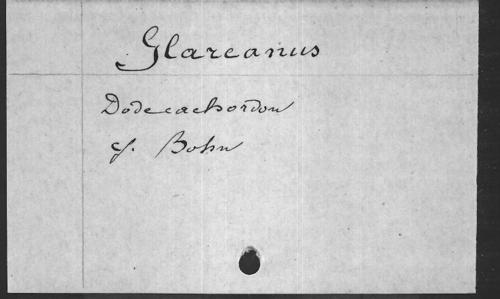 Glareanus
Dodecachordon
cf. Bohn